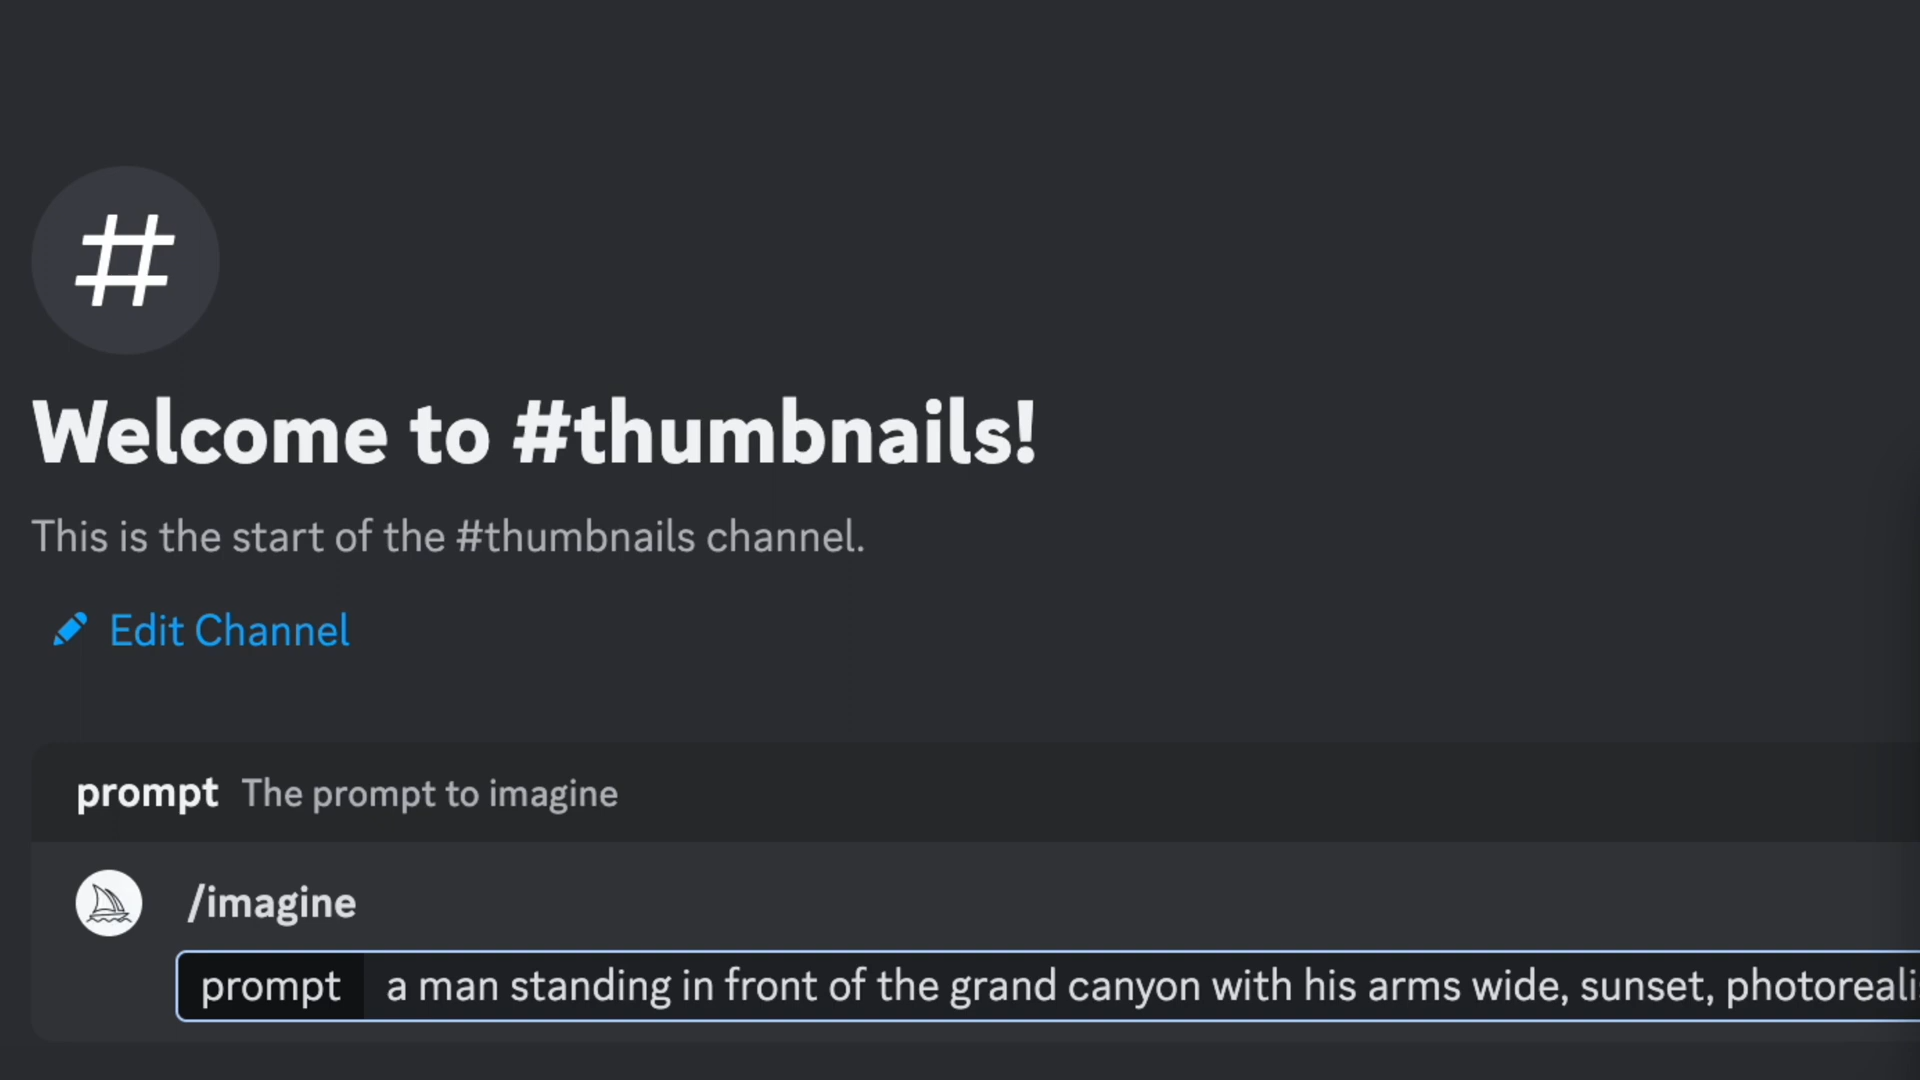 #
Welcome to #thumbnails!
This is the start of the #thumbnails channel.
Edit Channel
prompt The prompt to imagine
/imagine
prompt a man standing in front of the grand canyon with his arms wide, sunset,